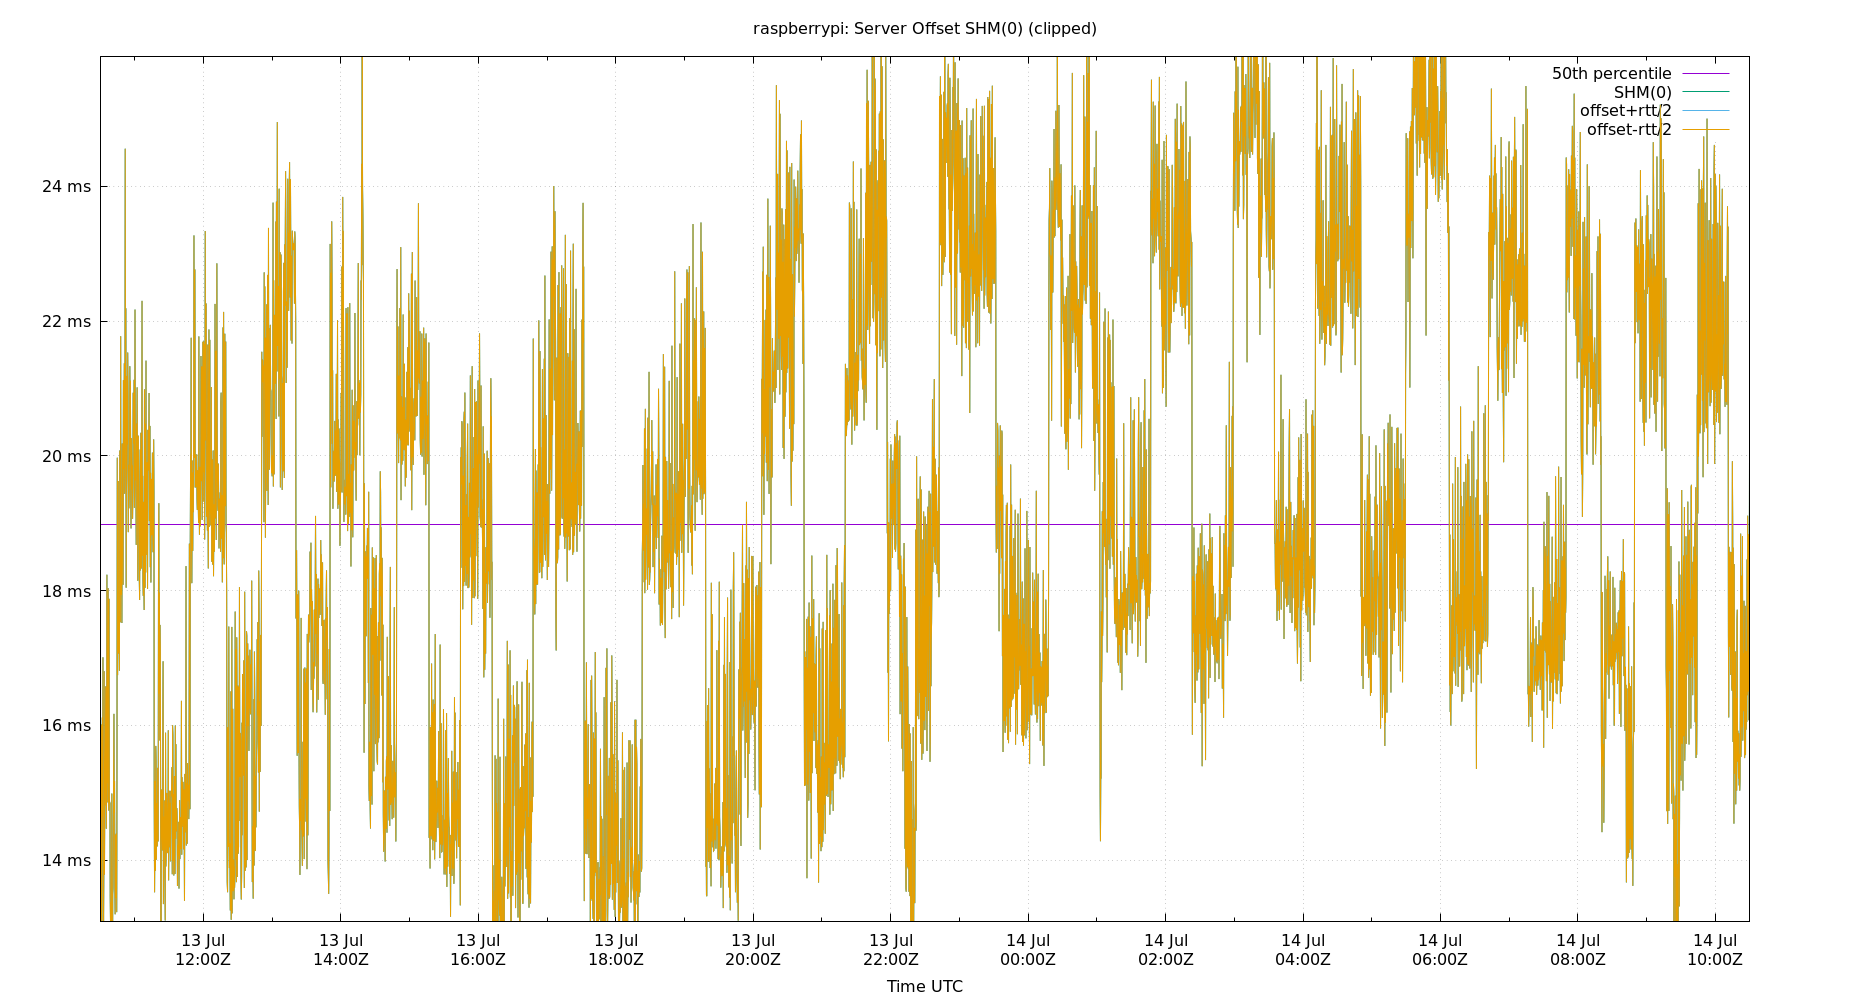 raspberrypi: Server Offset SHM(0) (clipped)
50th percentile
SHM(0)
offset+rtt/2
offset-rtt/2
24 ms
22 ms
20 ms
18 ms
16 ms
14 ms
13 Jul 13 Jul 13 Jul 13 Jul 13 Jul 13 Jul 14 Jul 14 Jul 14 Jul 14 Jul 14 Jul 14 Jul
12:00Z 14:00Z 16:00Z 18:00Z 20:00Z 22:00Z 00:00Z 02:00Z 04:00Z 06:00Z 08:00Z 10:00Z
Time UTC